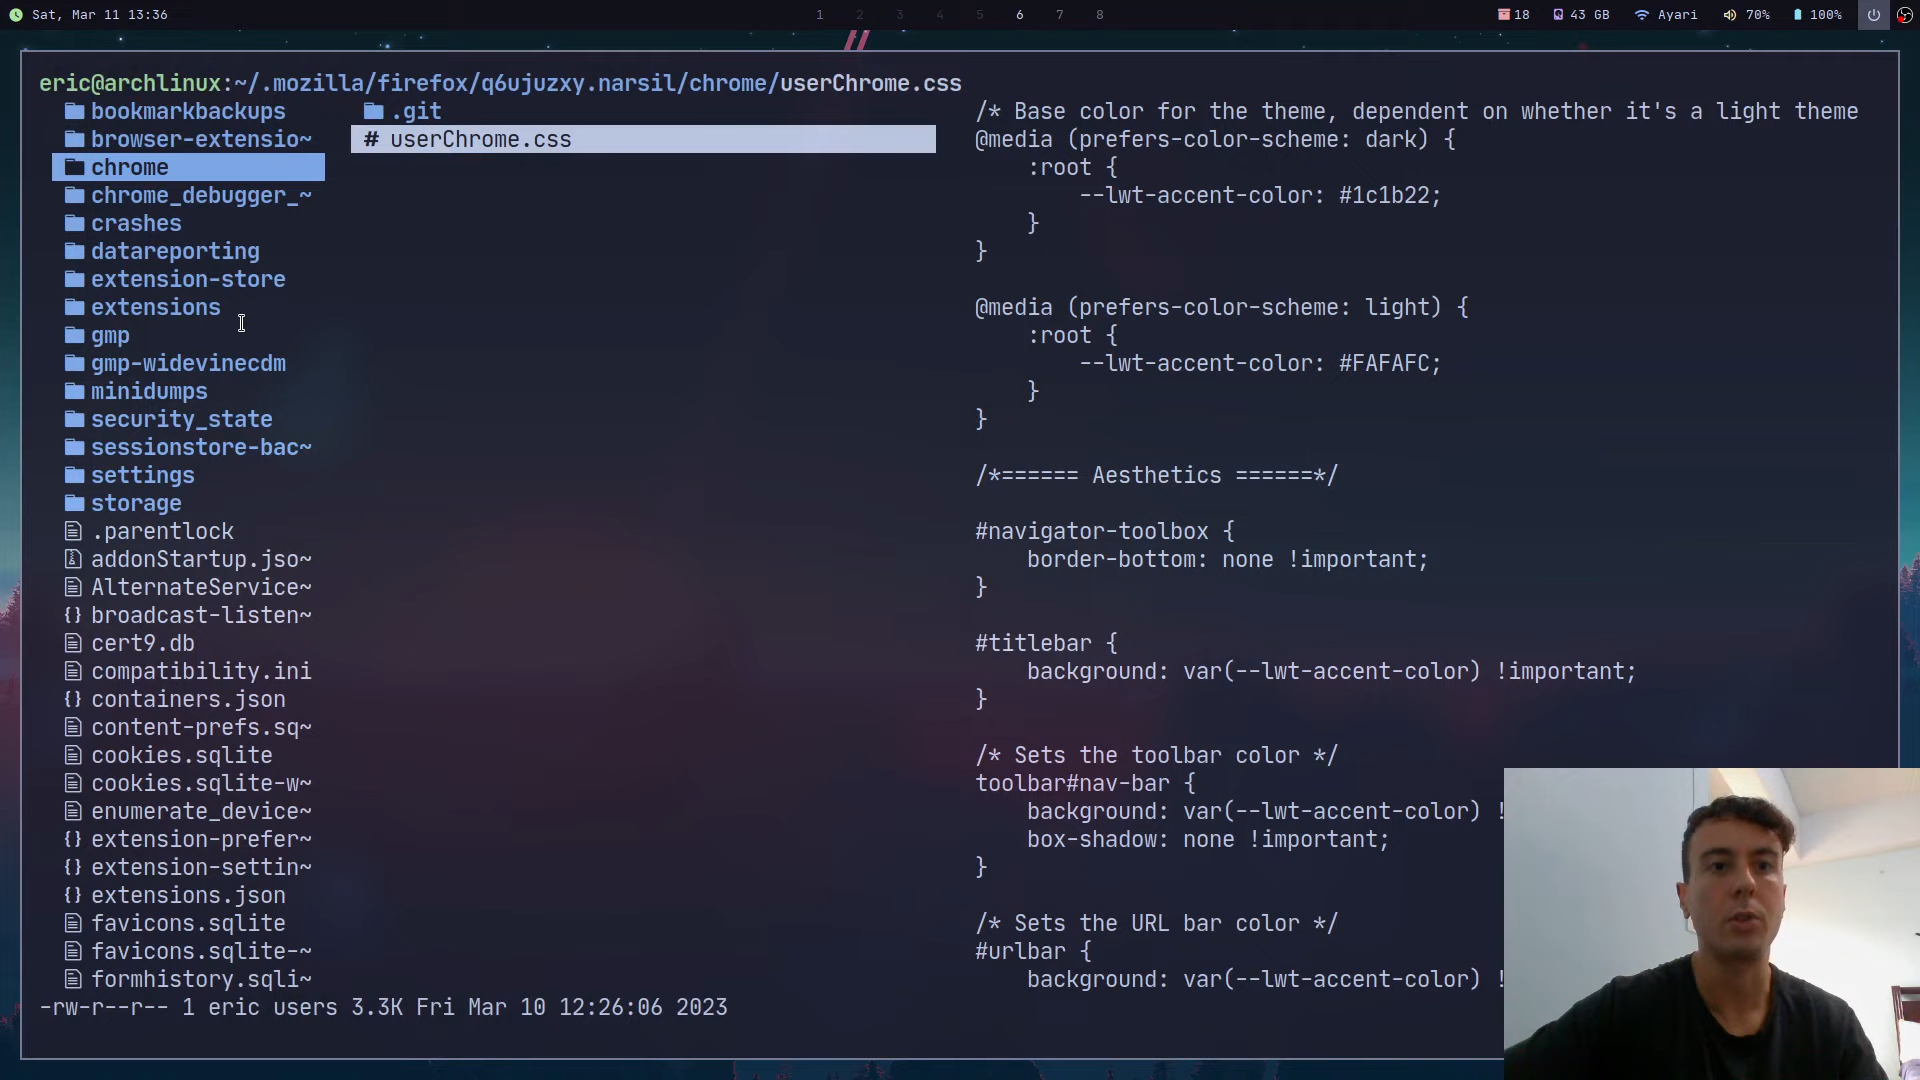 Sat, Mar 11 13:36
1 2 3 4 5 6 7 8
18 43 GB Ayari 70% 100%
eric@archlinux:~/.mozilla/firefox/q6ujuzxy.narsil/chrome/userChrome.css
bookmarkbackups
browser-extensio~
chrome
chrome_debugger_~
crashes
datareporting
extension-store
extensions
gmp
gmp-widevinecdm
minidumps
security_state
sessionstore-bac~
settings
storage
.parentlock
addonStartup.jso~
AlternateService~
{} broadcast-listen~
cert9.db
compatibility.ini
{} containers.json
content-prefs.sq~
cookies.sqlite
cookies.sqlite-w~
enumerate_device~
{} extension-prefer~
{} extension-settin~
{} extensions.json
favicons.sqlite
favicons.sqlite-~
formhistory.sqli~
.git
# userChrome.css
/* Base color for the theme, dependent on whether it's a light theme
@media (prefers-color-scheme: dark) {
:root {
--lwt-accent-color: #1c1b22;
}
}
@media (prefers-color-scheme: light) {
:root {
--lwt-accent-color: #FAFAFC;
}
}
/*====== Aesthetics ======*/
#navigator-toolbox {
border-bottom: none !important;
}
#titlebar {
background: var(--lwt-accent-color) !important;
}
/* Sets the toolbar color */
toolbar#nav-bar {
background: var(--lwt-accent-color) !
box-shadow: none !important;
}
/* Sets the URL bar color */
#urlbar {
background: var(--lwt-accent-color) !
-rw-r--r-- 1 eric users 3.3K Fri Mar 10 12:26:06 2023